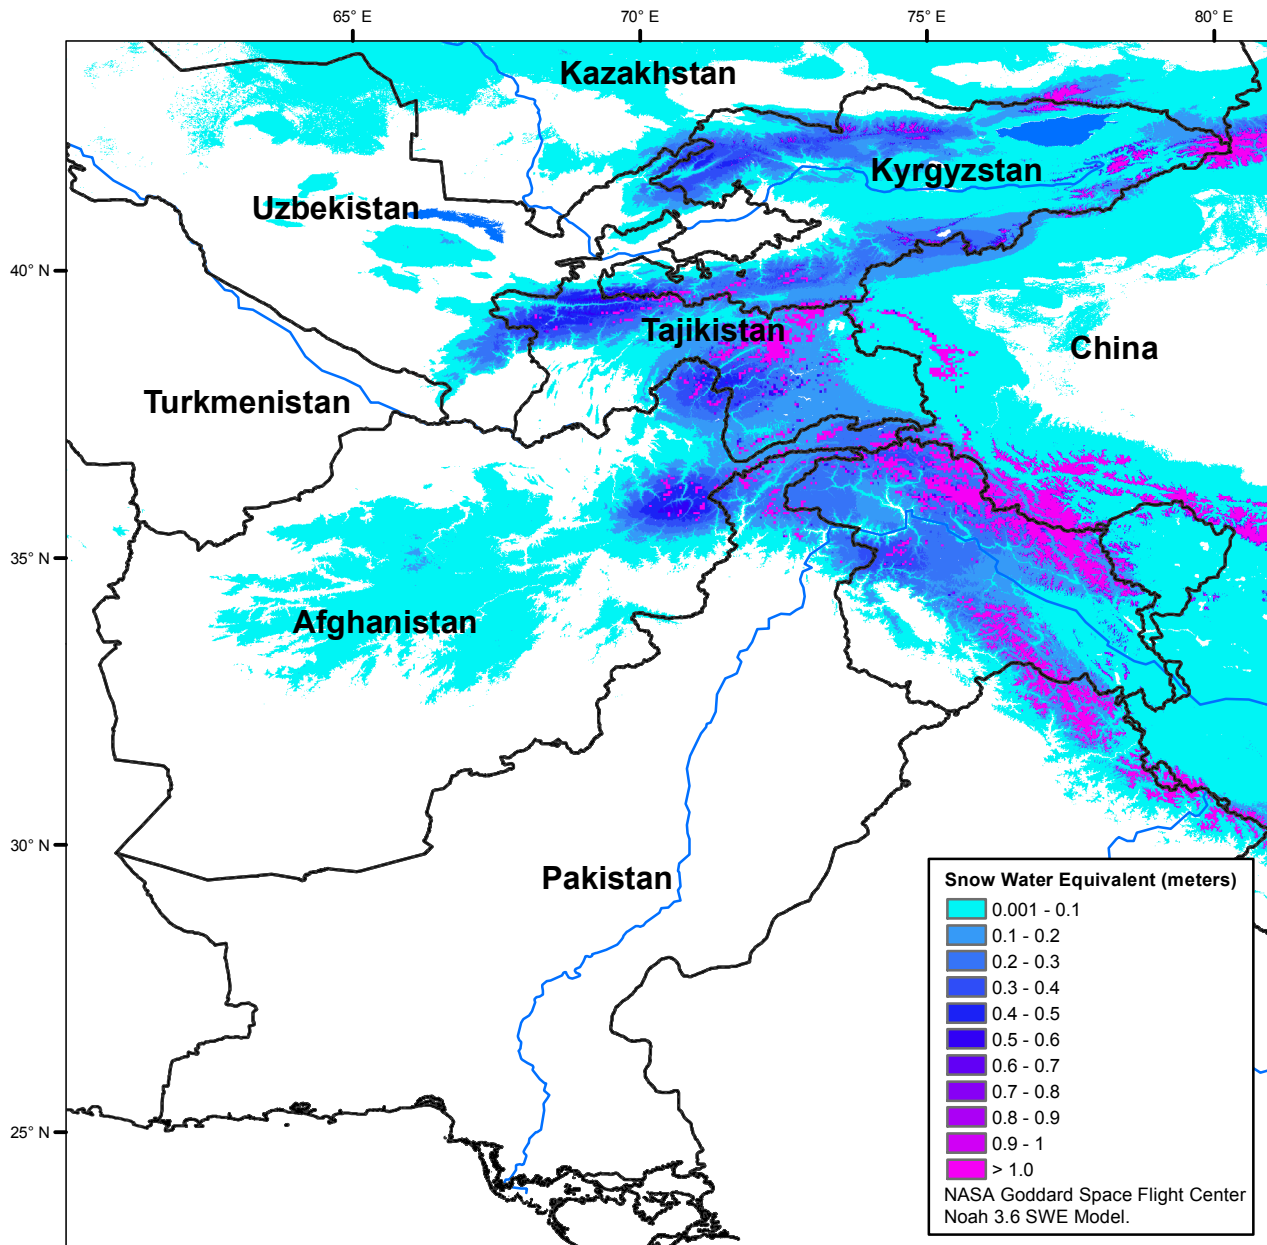 65° E
70° E
75° E
80° E
Kazakhstan
Kyrgyzstan
Uzbekistan
40° N
Tajikistan
China
Turkmenistan
35° N
Afghanistan
30° N
Pakistan
25° N
Snow Water Equivalent (meters)
0.001 - 0.1
0.1 - 0.2
0.2 - 0.3
0.3 - 0.4
0.4 - 0.5
0.5 - 0.6
0.6 - 0.7
0.7 - 0.8
0.8 - 0.9
0.9 - 1
> 1.0
NASA Goddard Space Flight Center
Noah 3.6 SWE Model.